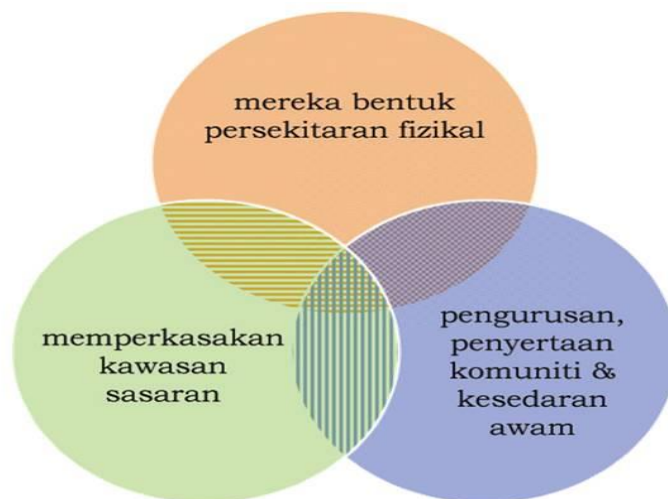 mereka bentuk
persekitaran fizikal
memperkasakan
kawasan
sasaran
pengurusan,
penyertaan
komuniti &
kesedaran
awam